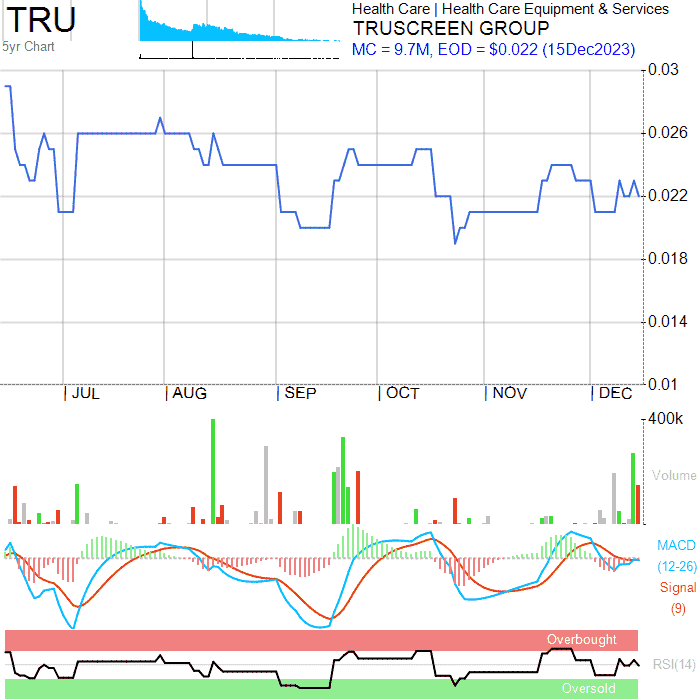 TRU
5yr Chart
Health Care | Health Care Equipment & Services
TRUSCREEN GROUP
MC = 9.7M, EOD = $0.022 (15Dec2023)
0.03
0.026
0.022
0.018
0.014
0.01
| JUL | AUG | SEP | OCT | NOV | DEC
400k
Volume
MACD
(12-26)
Signal
(9)
Overbought
RSI(14)
Oversold